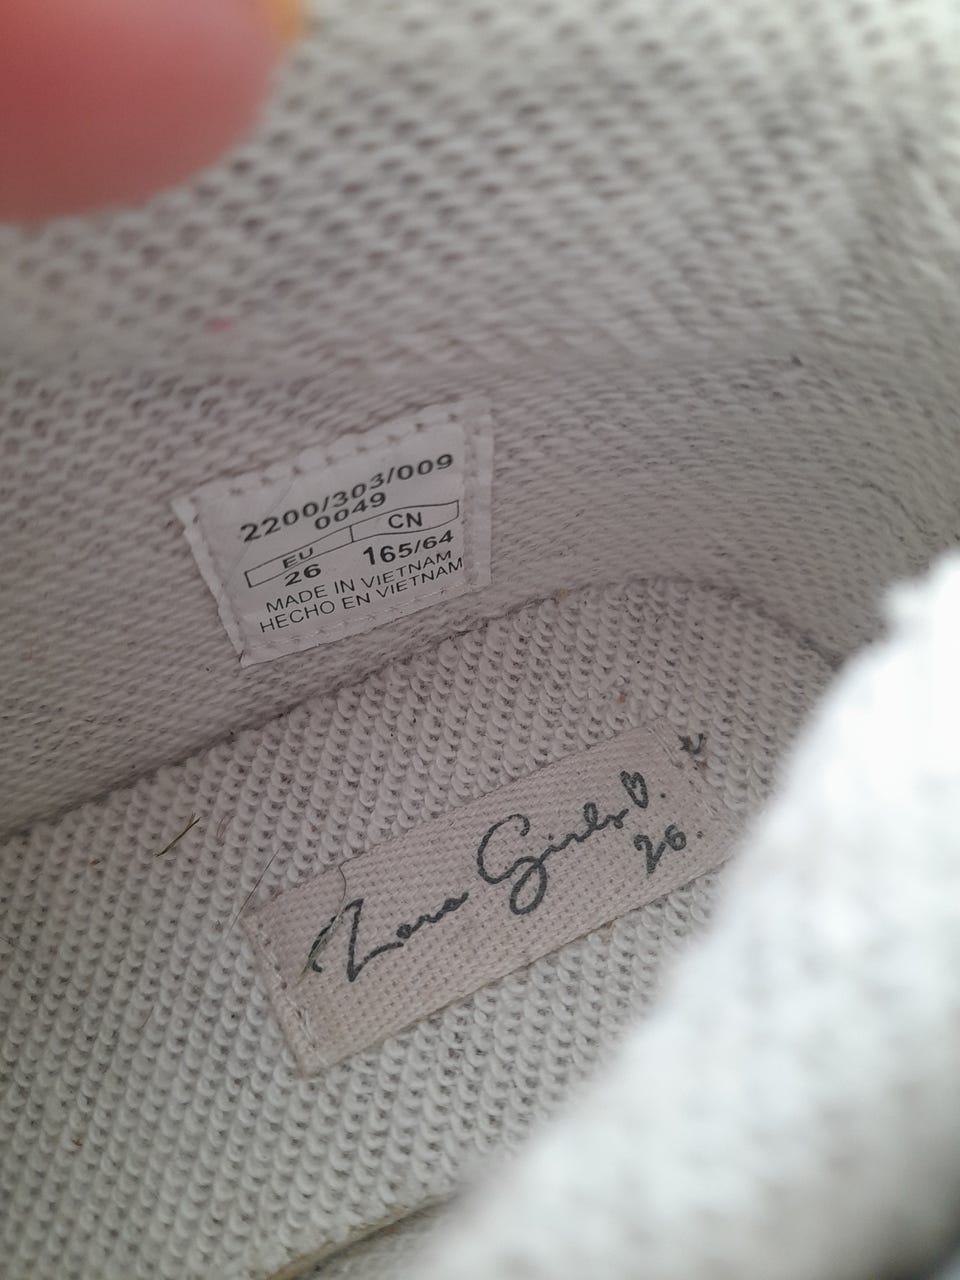 2200/303/009
0049
EU CN
26 165/64
MADE IN VIETNAM
HECHO EN VIETNAM
Zara Girls
26.